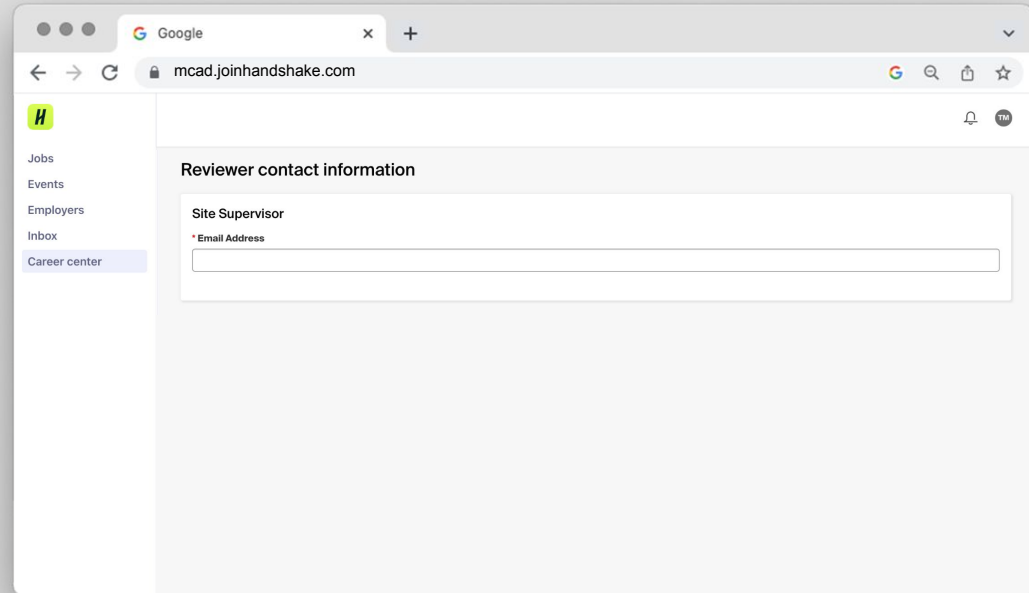 Google
mcad.joinhandshake.com
H
TM
Jobs
Events
Employers
Inbox
Career center
Reviewer contact information
Site Supervisor
* Email Address